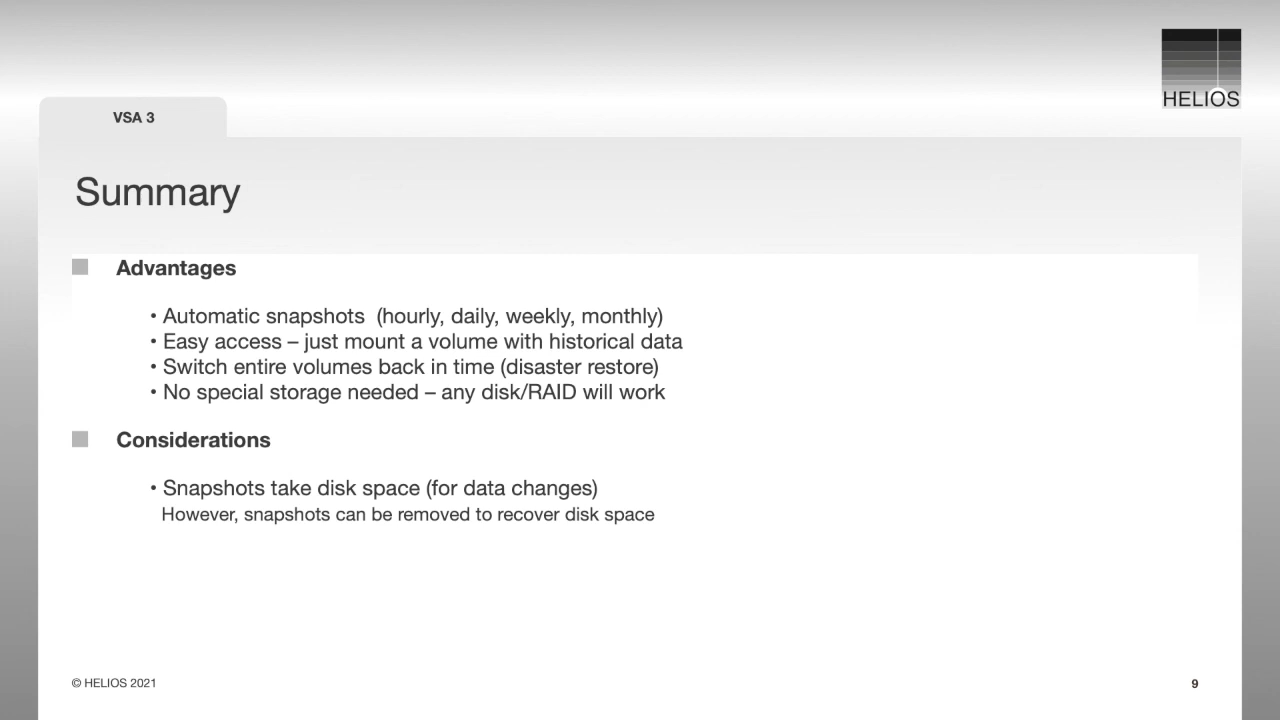 HELIOS
VSA 3
Summary
Advantages
• Automatic snapshots  (hourly, daily, weekly, monthly)
• Easy access – just mount a volume with historical data
• Switch entire volumes back in time (disaster restore)
• No special storage needed – any disk/RAID will work
Considerations
• Snapshots take disk space (for data changes)
However, snapshots can be removed to recover disk space
© HELIOS 2021
9